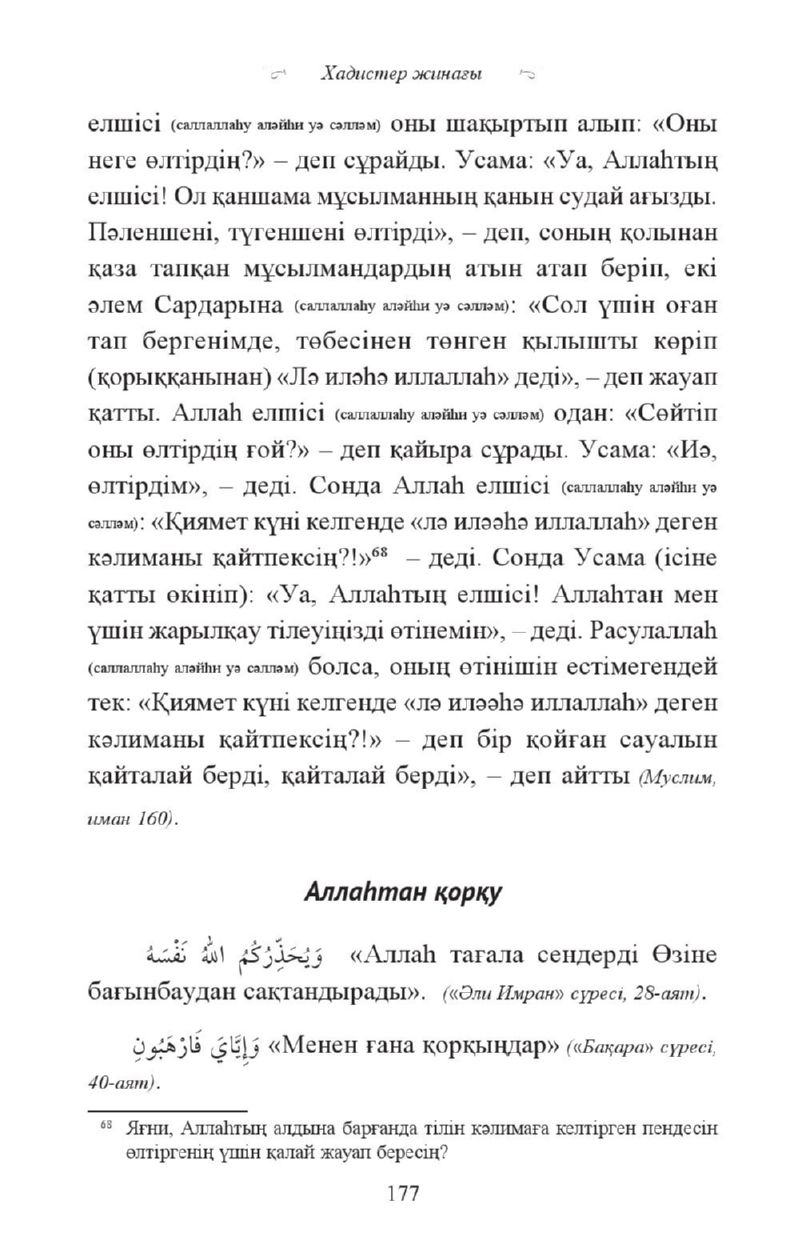 Хадистер жинағы
елшісі (саллаллаһу аләйһи уә сәлләм) оны шақыртып алып: «Оны
неге өлтірдің?» – деп сұрайды. Усама: «Уа, Аллаһтың
елшісі! Ол қаншама мұсылманның қанын судай ағызды.
Пәленшені, түгеншені өлтірді», – деп, соның қолынан
қаза тапқан мұсылмандардың атын атап беріп, екі
әлем Сардарына (саллаллаһу аләйһи уә сәлләм): «Сол үшін оған
тап бергенімде, төбесінен төнген қылышты көріп
(қорыққанынан) «Лә иләһә иллаллаһ» деді», – деп жауап
қатты. Аллаһ елшісі (саллаллаһу аләйһи уә сәлләм) одан: «Сөйтіп
оны өлтірдің ғой?» – деп қайыра сұрады. Усама: «Иә,
өлтірдім», – деді. Сонда Аллаһ елшісі (саллаллаһу аләйһи уә
сәлләм): «Қиямет күні келгенде «лә иләәһә иллаллаһ» деген
кәлиманы қайтпексің?!»68 – деді. Сонда Усама (ісіне
қатты өкініп): «Уа, Аллаһтың елшісі! Аллаһтан мен
үшін жарылқау тілеуіңізді өтінемін», – деді. Расулаллаһ
(саллаллаһу аләйһи уә сәлләм) болса, оның өтінішін естімегендей
тек: «Қиямет күні келгенде «лә иләәһә иллаллаһ» деген
кәлиманы қайтпексің?!» – деп бір қойған сауалын
қайталай берді, қайталай берді», – деп айтты (Муслим,
иман 160).
Аллаһтан қорқу
وَيُحَذِّرُكُمُ اللهُ نَفْسَهُ «Аллаһ тағала сендерді Өзіне
бағынбаудан сақтандырады». («Әли Имран» сүресі, 28-аят).
وَإِيَّايَ فَارْهَبُونِ «Менен ғана қорқыңдар» («Бақара» сүресі,
40-аят).
68 Яғни, Аллаһтың алдына барғанда тілін кәлимаға келтірген пендесін
өлтіргенің үшін қалай жауап бересің?
177